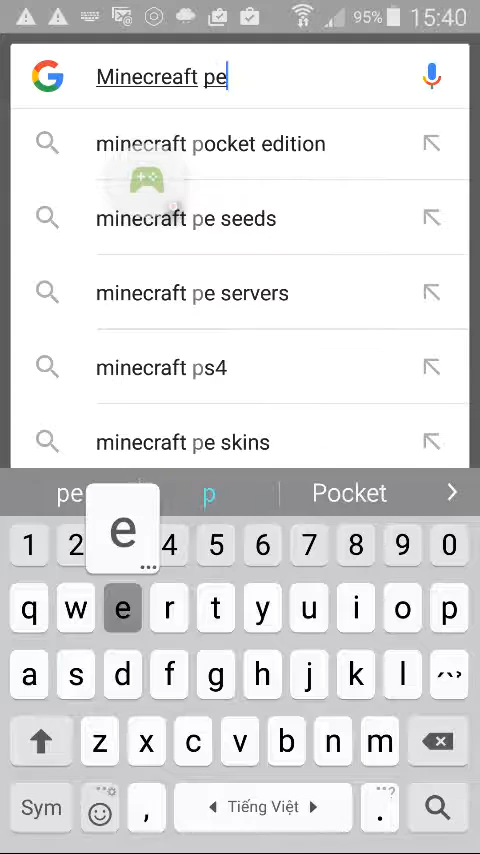 95% 15:40
Minecreaft pe
minecraft pocket edition
minecraft pe seeds
minecraft pe servers
minecraft ps4
minecraft pe skins
pe p Pocket
e
1 2 4 5 6 7 8 9 0
q w e r t y u i o p
a s d f g h j k l
z x c v b n m
Sym , Tiếng Việt . ?